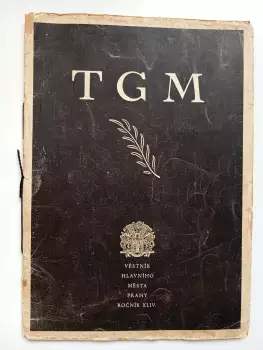 TGM
VĚSTNÍK
HLAVNÍHO
MĚSTA
PRAHY
ROČNÍK XLIV